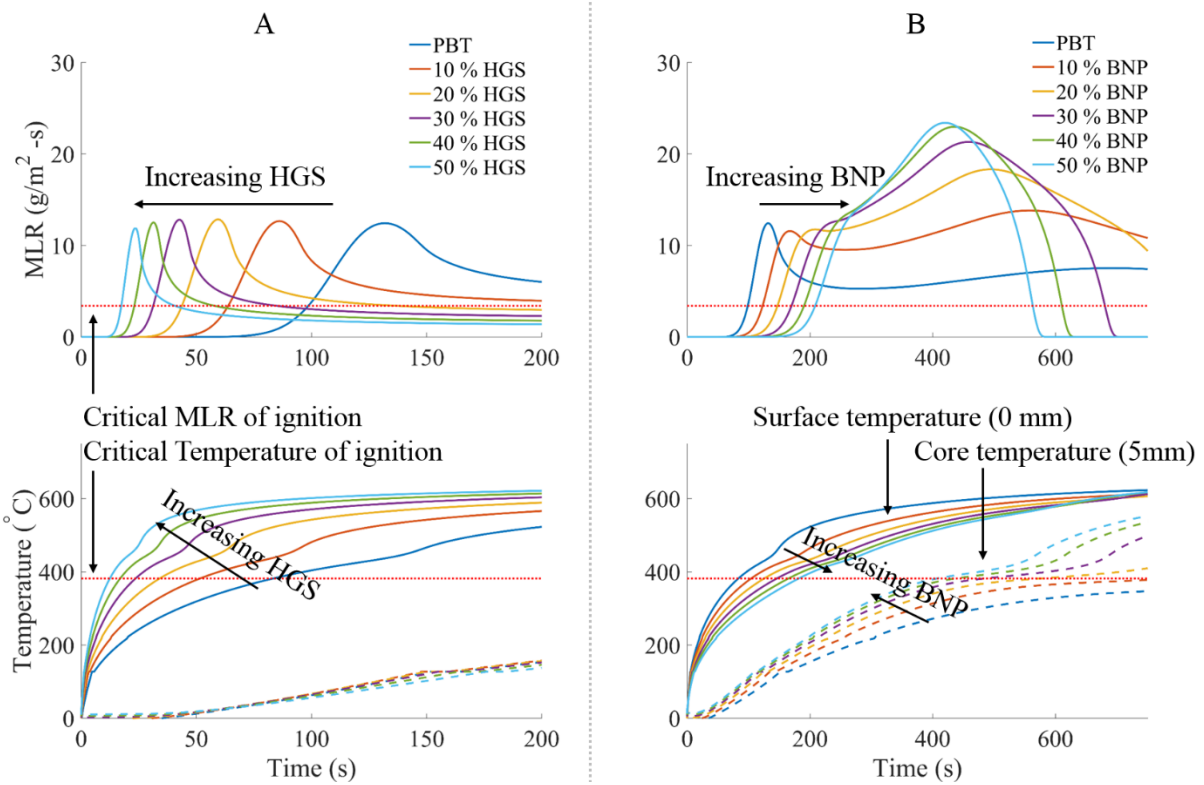 A
PBT
10 % HGS
20 % HGS
30 % HGS
40 % HGS
50 % HGS
Increasing HGS
MLR (g/m² -s)
30
20
10
0
0 50 100 150 200
Critical MLR of ignition
Critical Temperature of ignition
Increasing HGS
Temperature (°C)
600
400
200
0
0 50 100 150 200
Time (s)
B
PBT
10 % BNP
20 % BNP
30 % BNP
40 % BNP
50 % BNP
Increasing BNP
MLR (g/m² -s)
30
20
10
0
0 200 400 600
Surface temperature (0 mm)
Core temperature (5mm)
Increasing BNP
Temperature (°C)
600
400
200
0
0 200 400 600
Time (s)